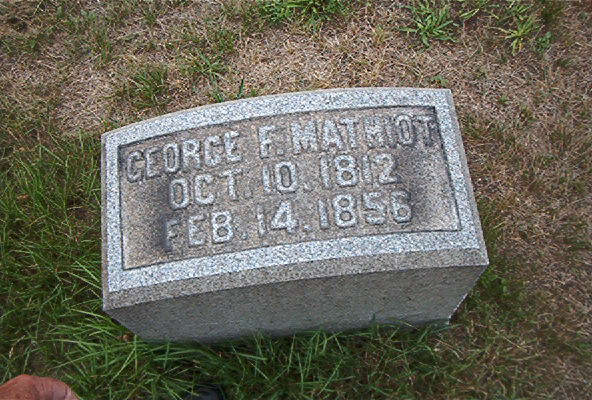 GEORGE F. MATHIOT
OCT. 10. 1812
FEB. 14. 1856